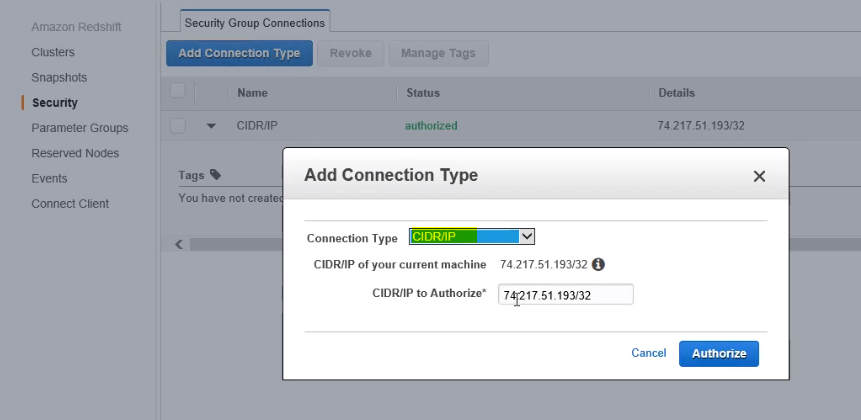 Amazon Redshift
Clusters
Snapshots
Security
Parameter Groups
Reserved Nodes
Events
Connect Client
Security Group Connections
Add Connection Type
Revoke
Manage Tags
Name Status Details
CIDR/IP authorized 74.217.51.193/32
Tags
You have not created
Add Connection Type
Connection Type CIDR/IP
CIDR/IP of your current machine 74.217.51.193/32
CIDR/IP to Authorize* 74.217.51.193/32
Cancel Authorize